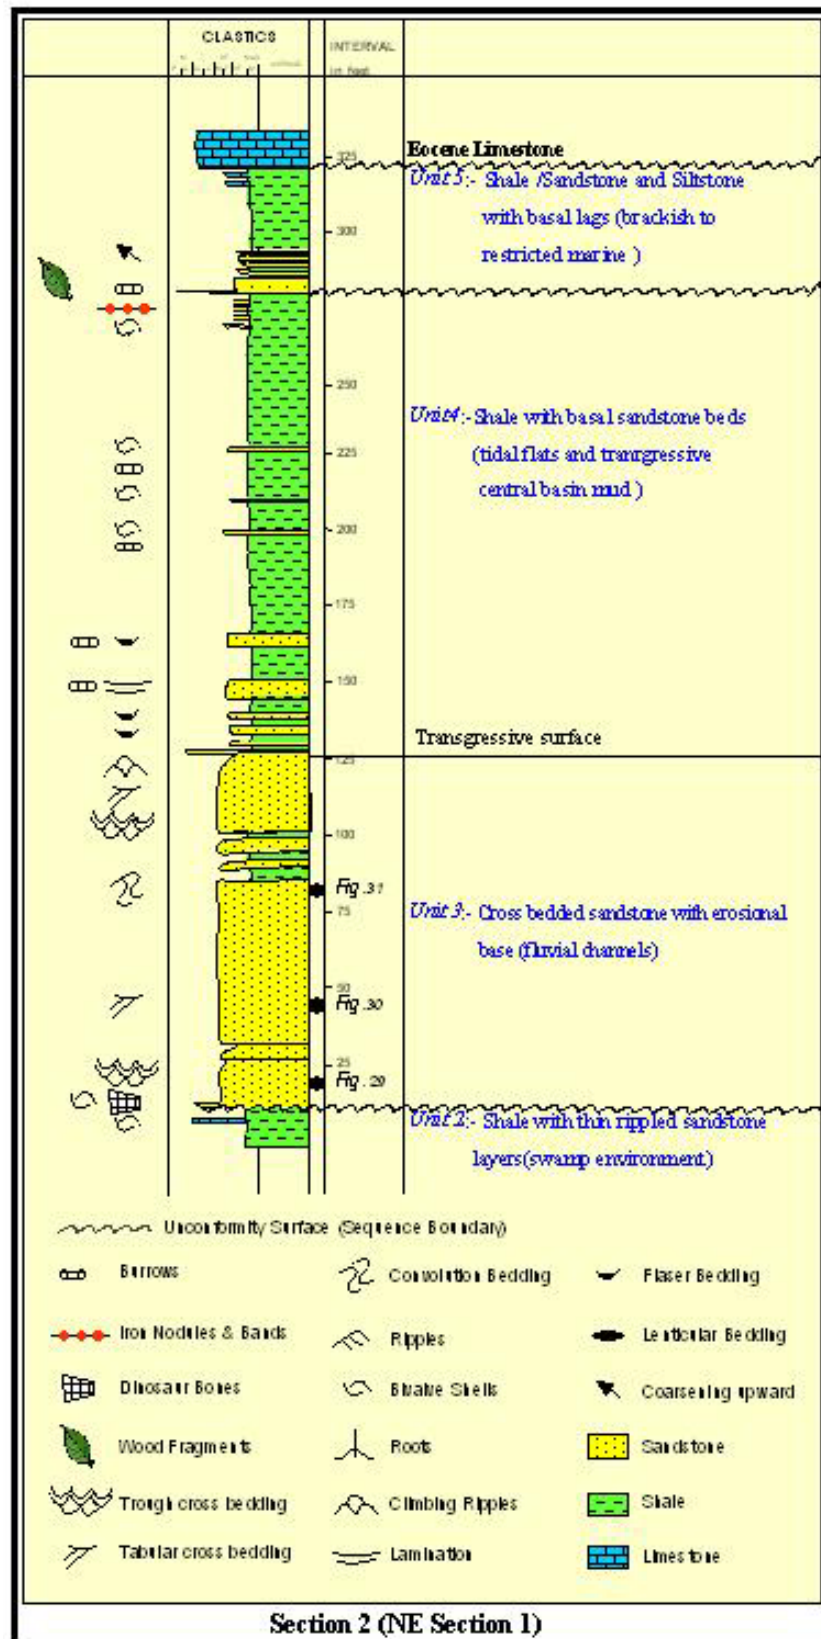 CLASTICS
INTERVAL
in feet
Eocene Limestone
325
Unit 5:- Shale /Sandstone and Siltstone
with basal lags (brackish to
restricted marine )
300
250
Unit4:- Shale with basal sandstone beds
(tidal flats and tranrgressive
central basin mud )
225
200
175
150
Transgressive surface
125
100
Fig.31
75
Unit 3:- Cross bedded sandstone with erosional
base (fluvial channels)
50
Fig.30
25
Fig. 29
Unit 2:- Shale with thin rippled sandstone
layers(swamp environment)
Unconformity Surface (Sequence Boundary)
Burrows
Convolution Bedding
Flaser Bedding
Iron Nodules & Bands
Ripples
Lenticular Bedding
Dinosaur Bones
Bivalve Shells
Coarsening upward
Wood Fragments
Roots
Sandstone
Trough cross bedding
Climbing Ripples
Shale
Tabular cross bedding
Lamination
Limestone
Section 2 (NE Section 1)